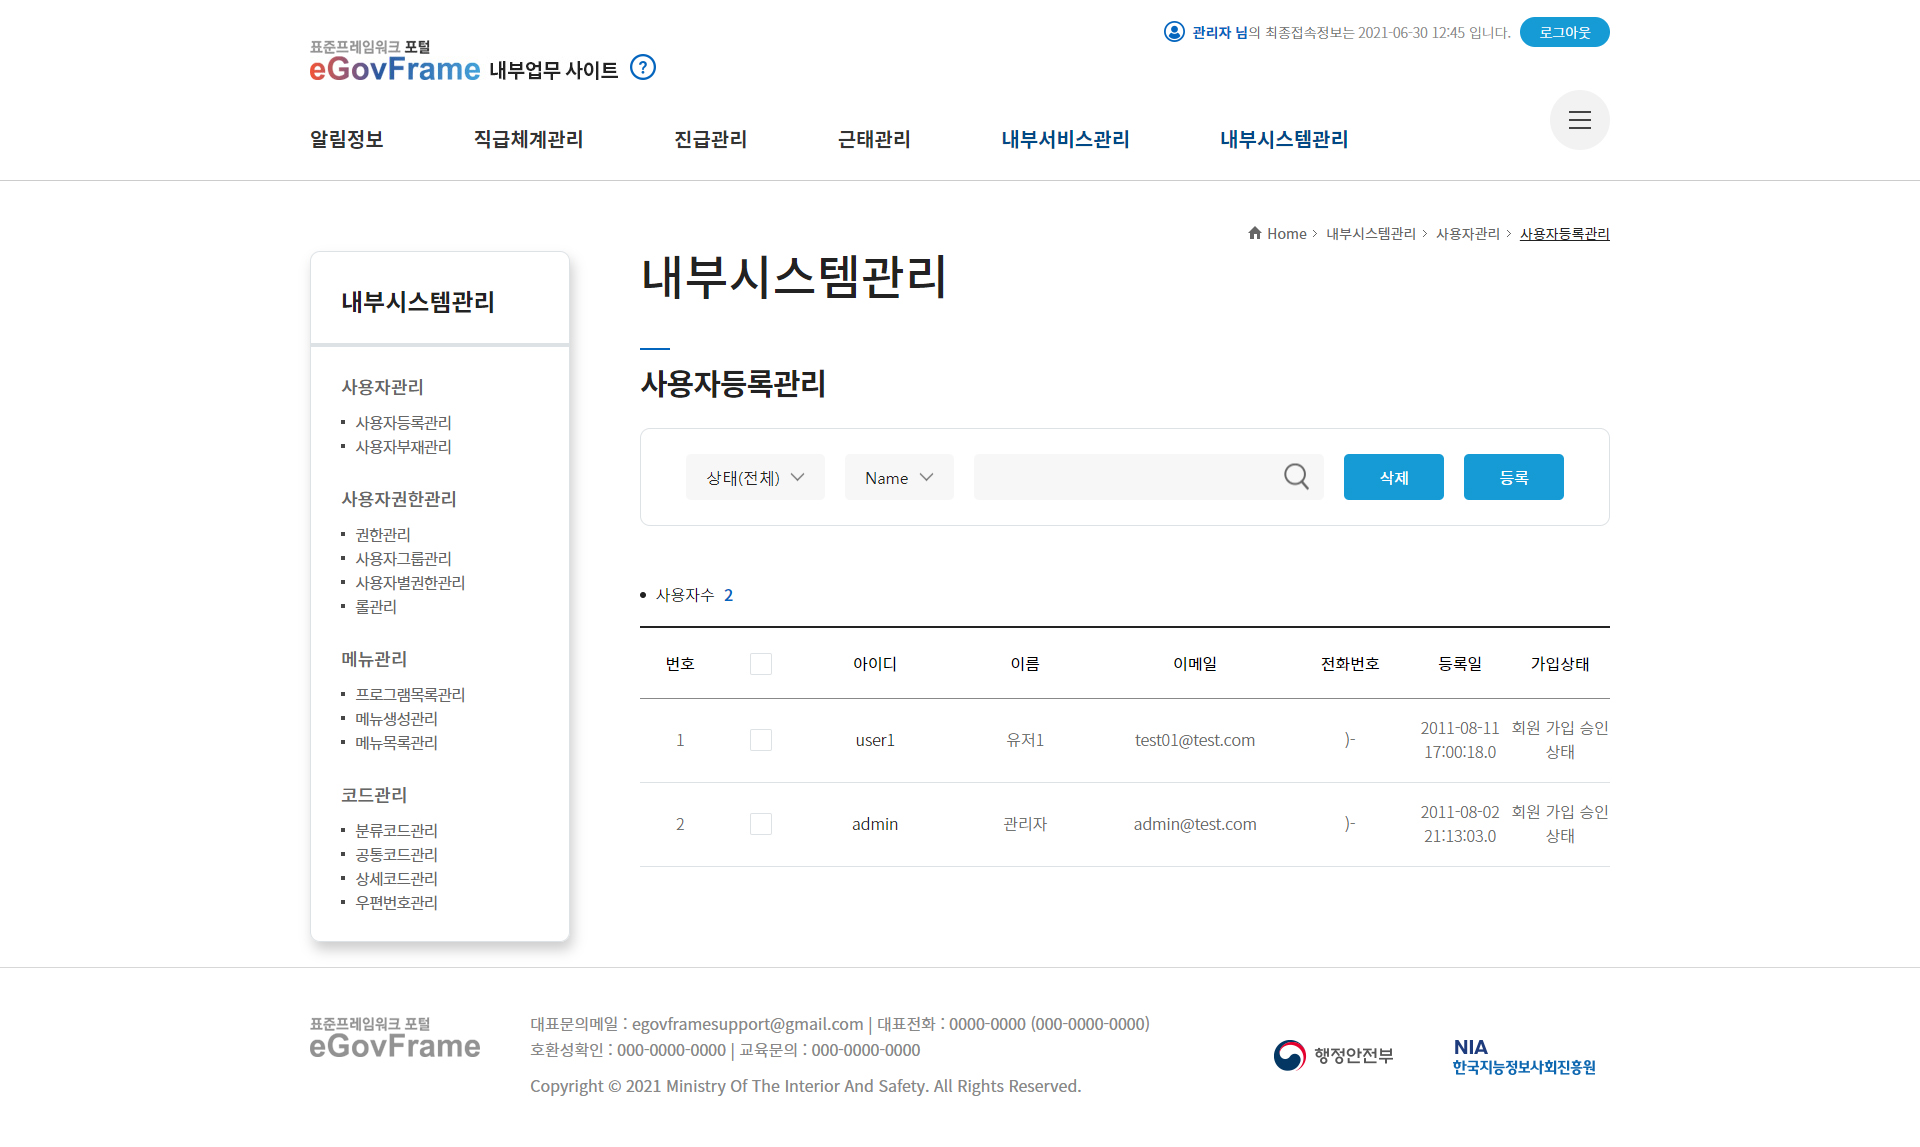 관리자 님의 최종접속정보는 2021-06-30 12:45 입니다. 로그아웃
표준프레임워크 포털
eGovFrame 내부업무 사이트 ?
알림정보 직급체계관리 진급관리 근태관리 내부서비스관리 내부시스템관리
Home > 내부시스템관리 > 사용자관리 > 사용자등록관리
내부시스템관리
사용자관리
사용자등록관리
사용자부재관리
사용자권한관리
권한관리
사용자그룹관리
사용자별권한관리
롤관리
메뉴관리
프로그램목록관리
메뉴생성관리
메뉴목록관리
코드관리
분류코드관리
공통코드관리
상세코드관리
우편번호관리
내부시스템관리
사용자등록관리
상태(전체) Name 삭제 등록
사용자수 2
번호 아이디 이름 이메일 전화번호 등록일 가입상태
1 user1 유저1 test01@test.com )- 2011-08-11 17:00:18.0 회원 가입 승인 상태
2 admin 관리자 admin@test.com )- 2011-08-02 21:13:03.0 회원 가입 승인 상태
표준프레임워크 포털
eGovFrame
대표문의메일 : egovframesupport@gmail.com | 대표전화 : 0000-0000 (000-0000-0000)
호환성확인 : 000-0000-0000 | 교육문의 : 000-0000-0000
Copyright © 2021 Ministry Of The Interior And Safety. All Rights Reserved.
행정안전부
NIA
한국지능정보사회진흥원